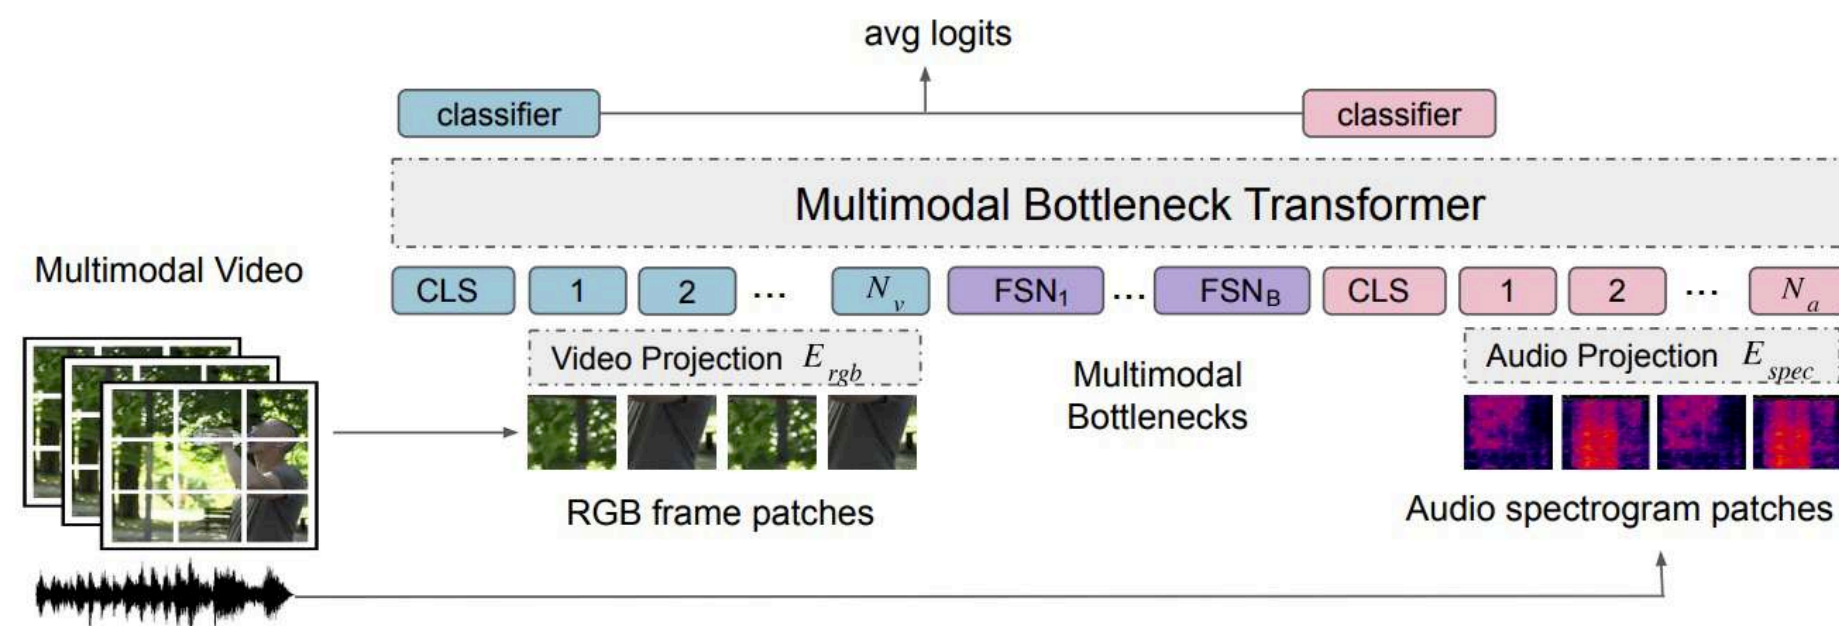 avg logits
classifier classifier
Multimodal Bottleneck Transformer
Multimodal Video
CLS 1 2 ... N_v FSN₁ ... FSN_B CLS 1 2 ... N_a
Video Projection E_rgb
Audio Projection E_spec
Multimodal
Bottlenecks
RGB frame patches
Audio spectrogram patches